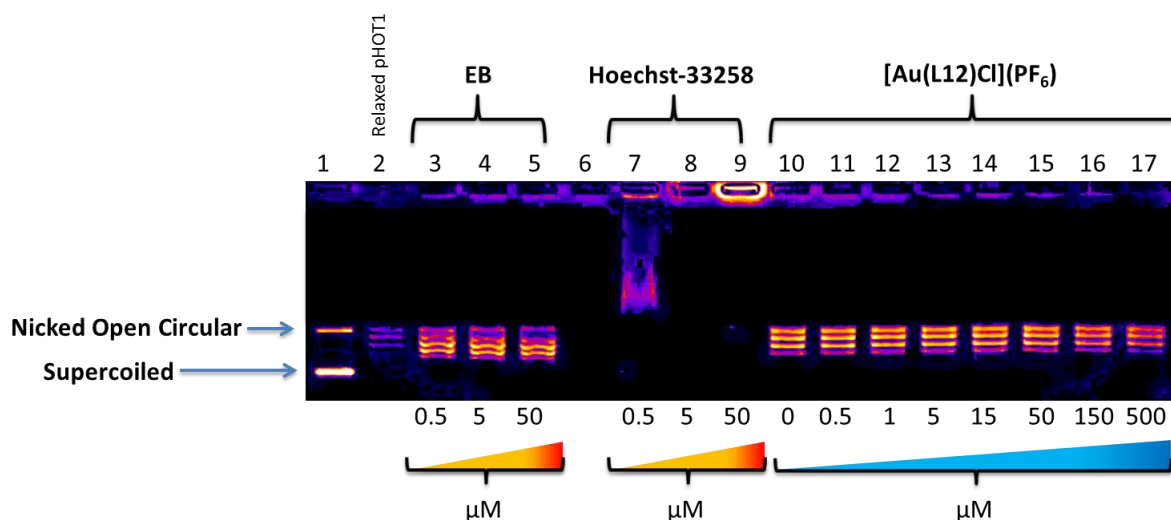 Relaxed pHOT1
EB
Hoechst-33258
[Au(L12)Cl](PF₆)
1 2 3 4 5 6 7 8 9 10 11 12 13 14 15 16 17
Nicked Open Circular
Supercoiled
0.5 5 50 0.5 5 50 0 0.5 1 5 15 50 150 500
μM μM μM